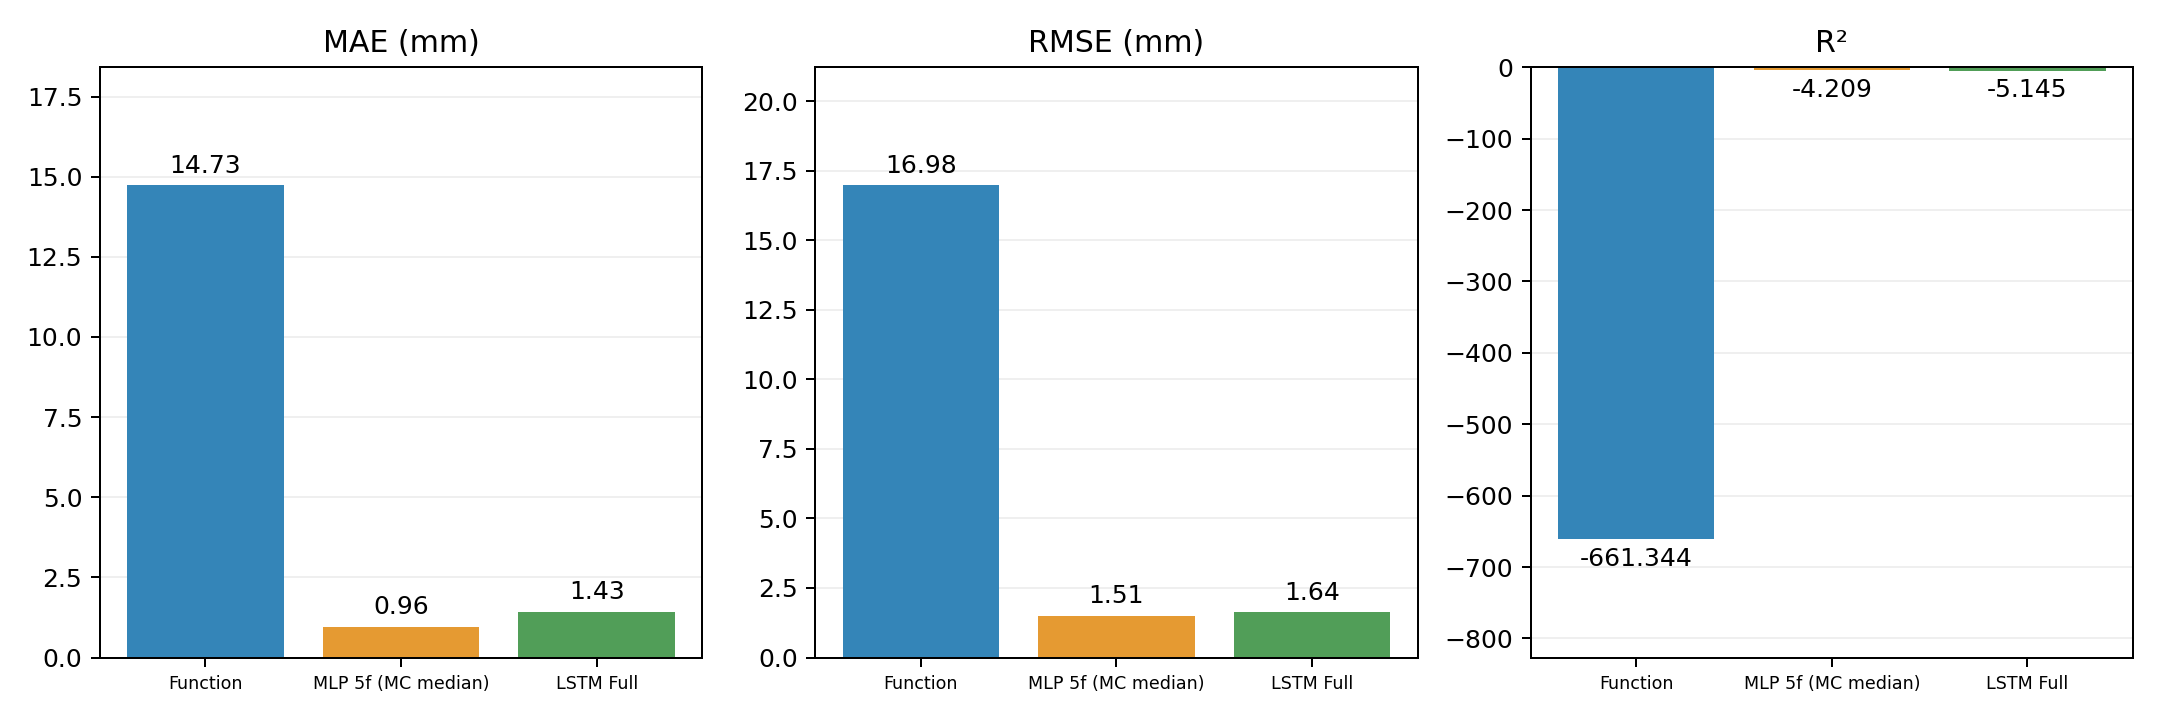 MAE (mm)
17.5
15.0
12.5
10.0
7.5
5.0
2.5
0.0
14.73
0.96
1.43
Function
MLP 5f (MC median)
LSTM Full
RMSE (mm)
20.0
17.5
15.0
12.5
10.0
7.5
5.0
2.5
0.0
16.98
1.51
1.64
Function
MLP 5f (MC median)
LSTM Full
R²
0
−100
−200
−300
−400
−500
−600
−700
−800
-661.344
-4.209
-5.145
Function
MLP 5f (MC median)
LSTM Full